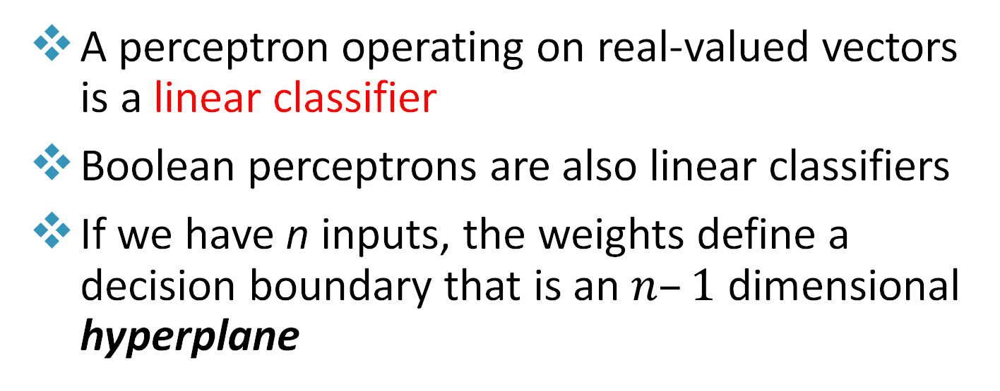 ❖ A perceptron operating on real-valued vectors
is a linear classifier
❖ Boolean perceptrons are also linear classifiers
❖ If we have n inputs, the weights define a
decision boundary that is an n− 1 dimensional
hyperplane